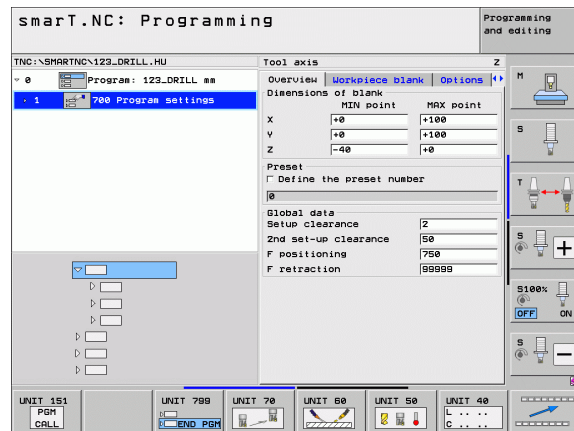 smarT.NC: Programming
Programming
and editing
TNC:\SMARTNC\123_DRILL.HU
Tool axis Z
0 Program: 123_DRILL mm
1 700 Program settings
Overview Workpiece blank Options
Dimensions of blank
MIN point MAX point
X +0 +100
Y +0 +100
Z -40 +0
Preset
Define the preset number
0
Global data
Setup clearance 2
2nd set-up clearance 50
F positioning 750
F retraction 99999
M
S
T
S
S100%
OFF ON
S
UNIT 151
PGM
CALL
UNIT 799
END PGM
UNIT 70
UNIT 60
UNIT 50
UNIT 40
L .. ..
C .. ..